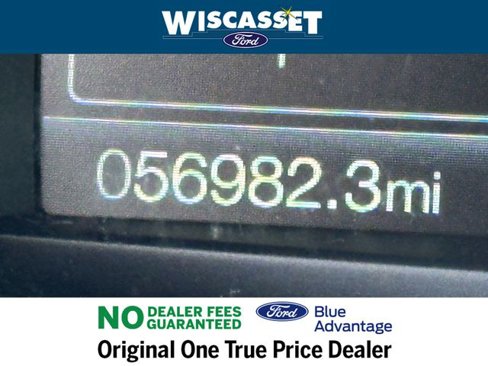 WISCASSET
Ford
056982.3mi
NO DEALER FEES
GUARANTEED
Ford Blue
Advantage
Original One True Price Dealer